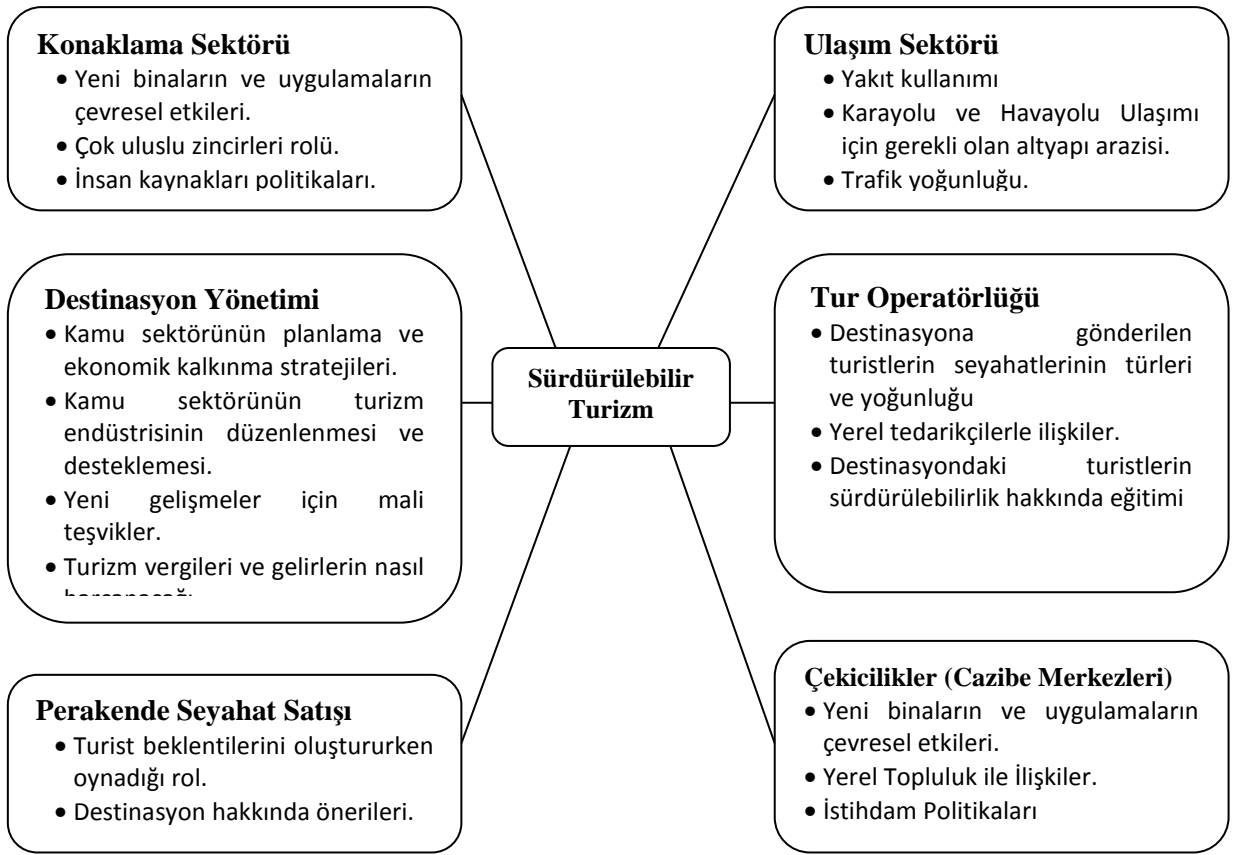 Konaklama Sektörü
• Yeni binaların ve uygulamaların
çevresel etkileri.
• Çok uluslu zincirleri rolü.
• İnsan kaynakları politikaları.
Ulaşım Sektörü
• Yakıt kullanımı
• Karayolu ve Havayolu Ulaşımı
için gerekli olan altyapı arazisi.
• Trafik yoğunluğu.
Destinasyon Yönetimi
• Kamu sektörünün planlama ve
ekonomik kalkınma stratejileri.
• Kamu sektörünün turizm
endüstrisinin düzenlenmesi ve
desteklemesi.
• Yeni gelişmeler için mali
teşvikler.
• Turizm vergileri ve gelirlerin nasıl
Sürdürülebilir
Turizm
Tur Operatörlüğü
• Destinasyona gönderilen
turistlerin seyahatlerinin türleri
ve yoğunluğu
• Yerel tedarikçilerle ilişkiler.
• Destinasyondaki turistlerin
sürdürülebilirlik hakkında eğitimi
Perakende Seyahat Satışı
• Turist beklentilerini oluştururken
oynadığı rol.
• Destinasyon hakkında önerileri.
Çekicilikler (Cazibe Merkezleri)
• Yeni binaların ve uygulamaların
çevresel etkileri.
• Yerel Topluluk ile İlişkiler.
• İstihdam Politikaları